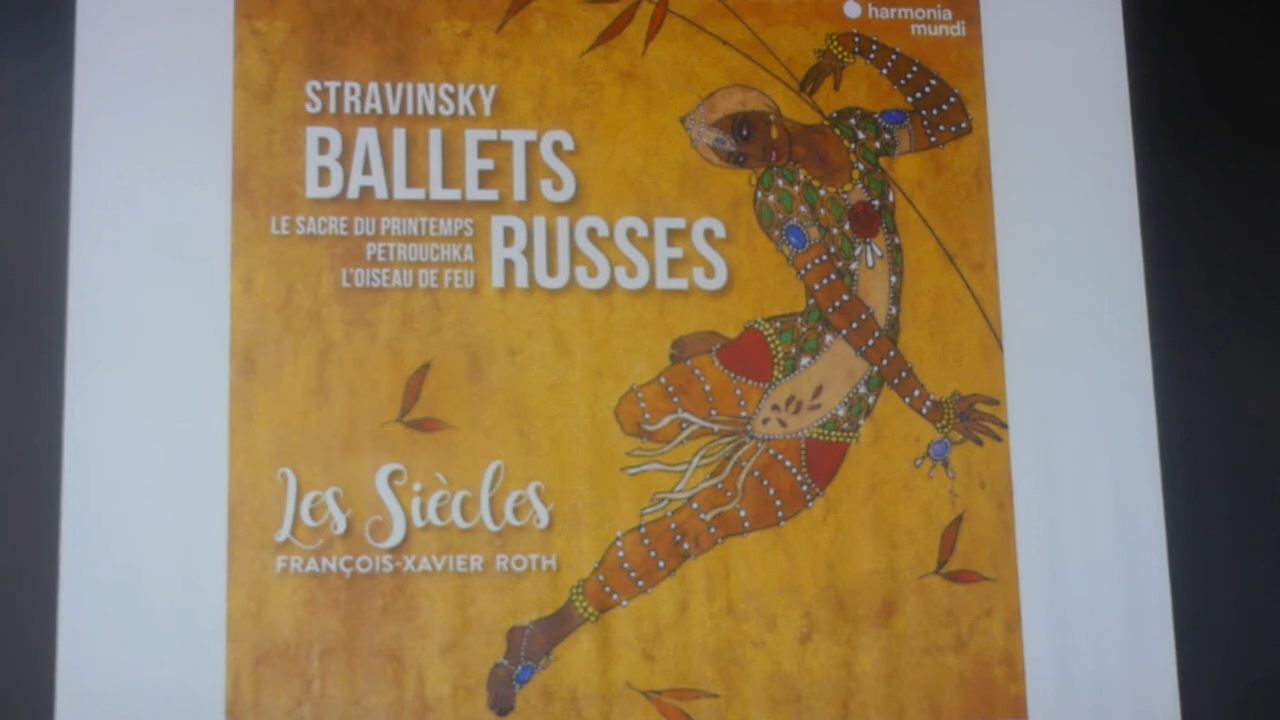 harmonia
mundi
STRAVINSKY
BALLETS
RUSSES
LE SACRE DU PRINTEMPS
PETROUCHKA
L'OISEAU DE FEU
Les Siècles
FRANÇOIS-XAVIER ROTH